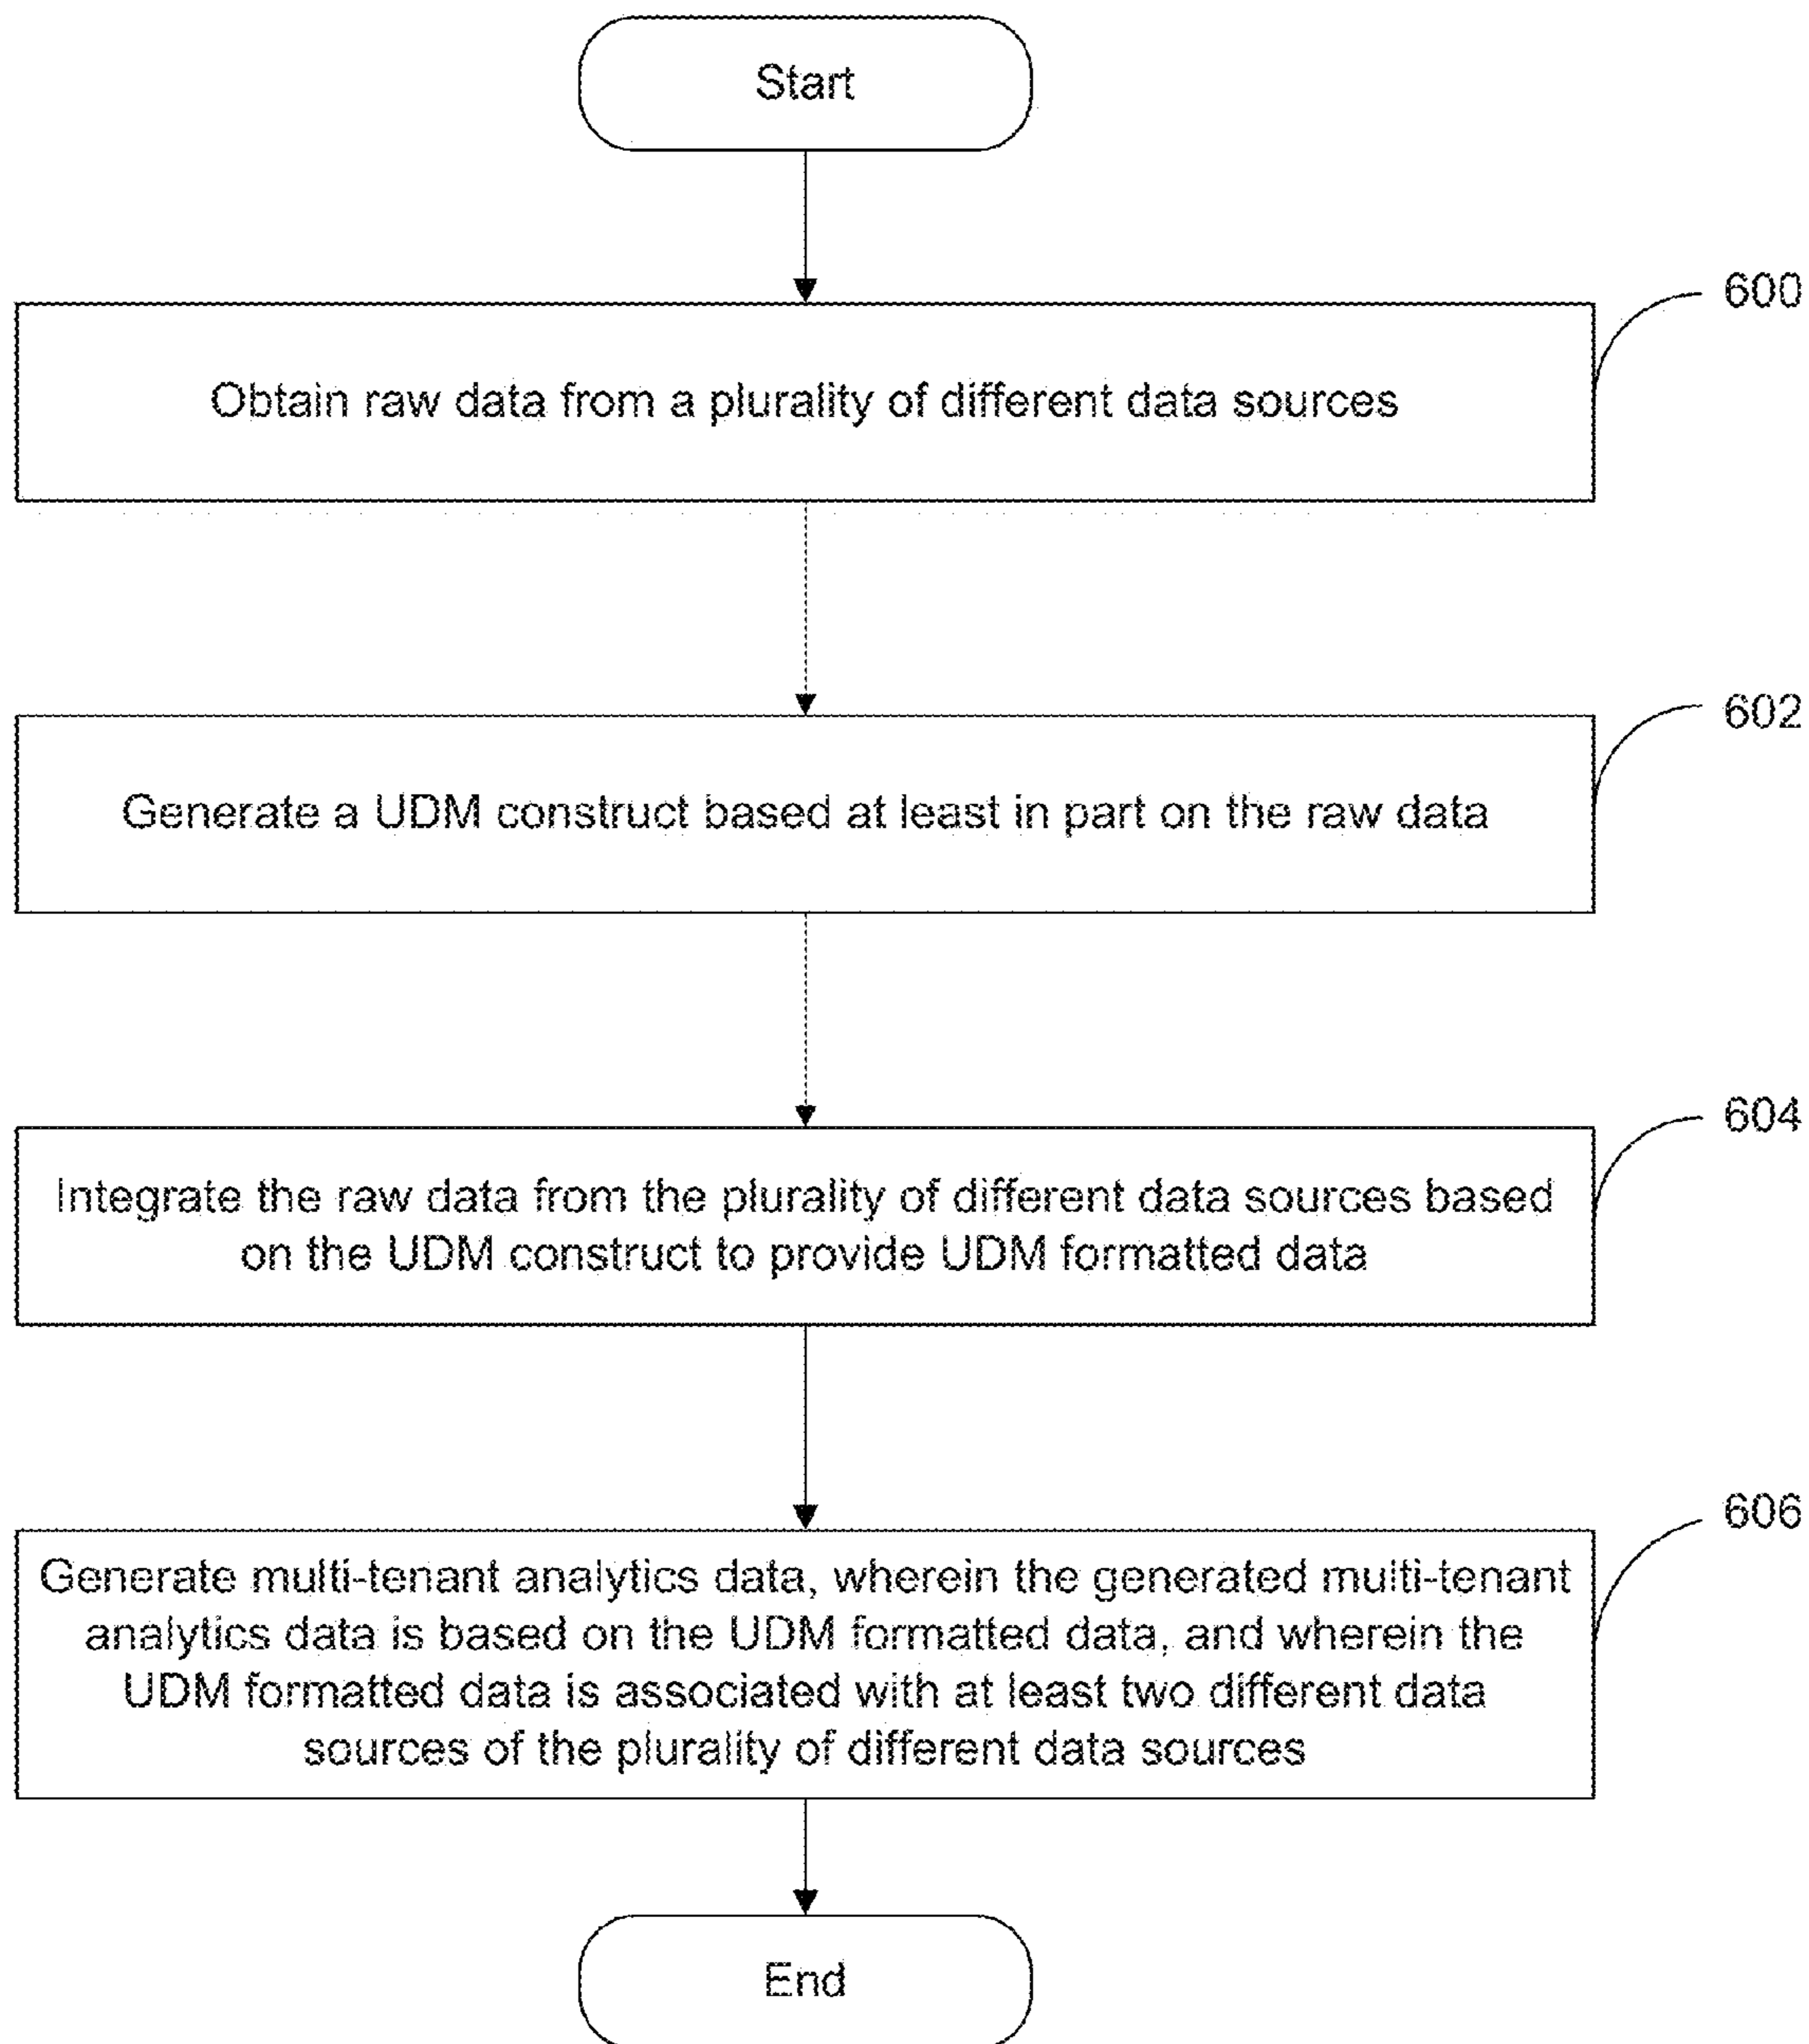 Start
600
Obtain raw data from a plurality of different data sources
602
Generate a UDM construct based at least in part on the raw data
604
Integrate the raw data from the plurality of different data sources based
on the UDM construct to provide UDM formatted data
606
Generate multi-tenant analytics data, wherein the generated multi-tenant
analytics data is based on the UDM formatted data, and wherein the
UDM formatted data is associated with at least two different data
sources of the plurality of different data sources
End